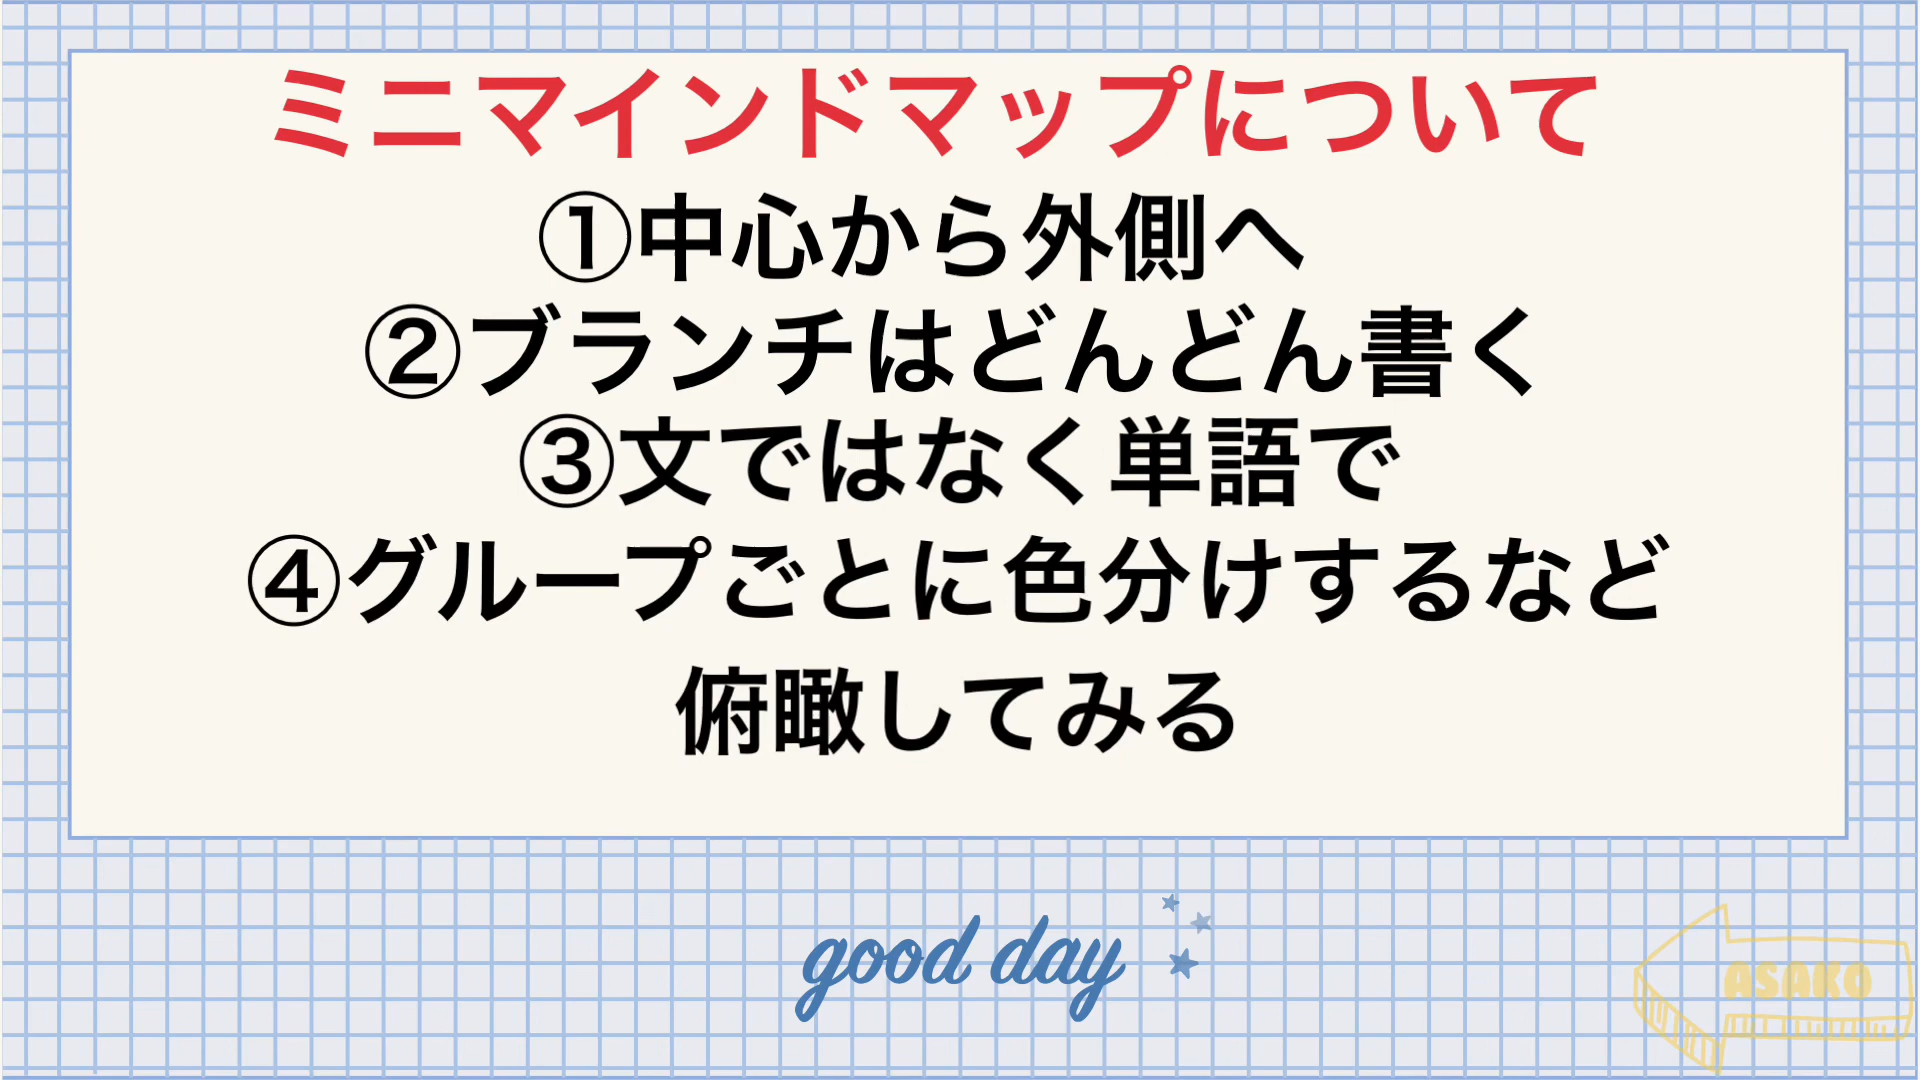 ミニマインドマップについて
①中心から外側へ
②ブランチはどんどん書く
③文ではなく単語で
④グループごとに色分けするなど
俯瞰してみる
good day
ASAKO